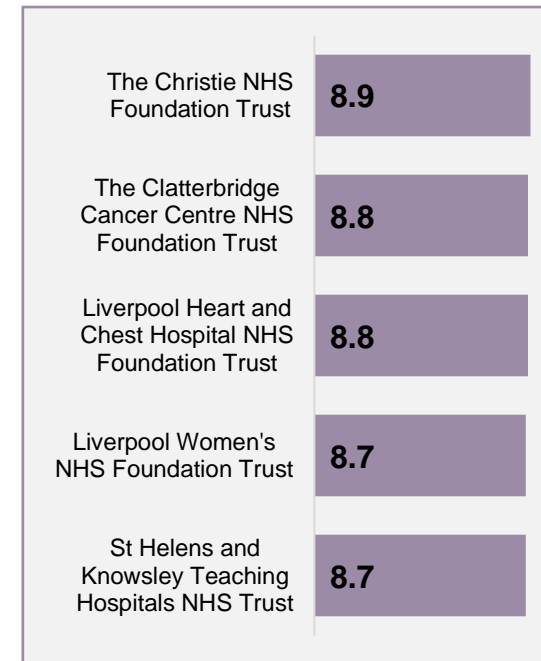 The Christie NHS
Foundation Trust
8.9
The Clatterbridge
Cancer Centre NHS
Foundation Trust
8.8
Liverpool Heart and
Chest Hospital NHS
Foundation Trust
8.8
Liverpool Women's
NHS Foundation Trust
8.7
St Helens and
Knowsley Teaching
Hospitals NHS Trust
8.7